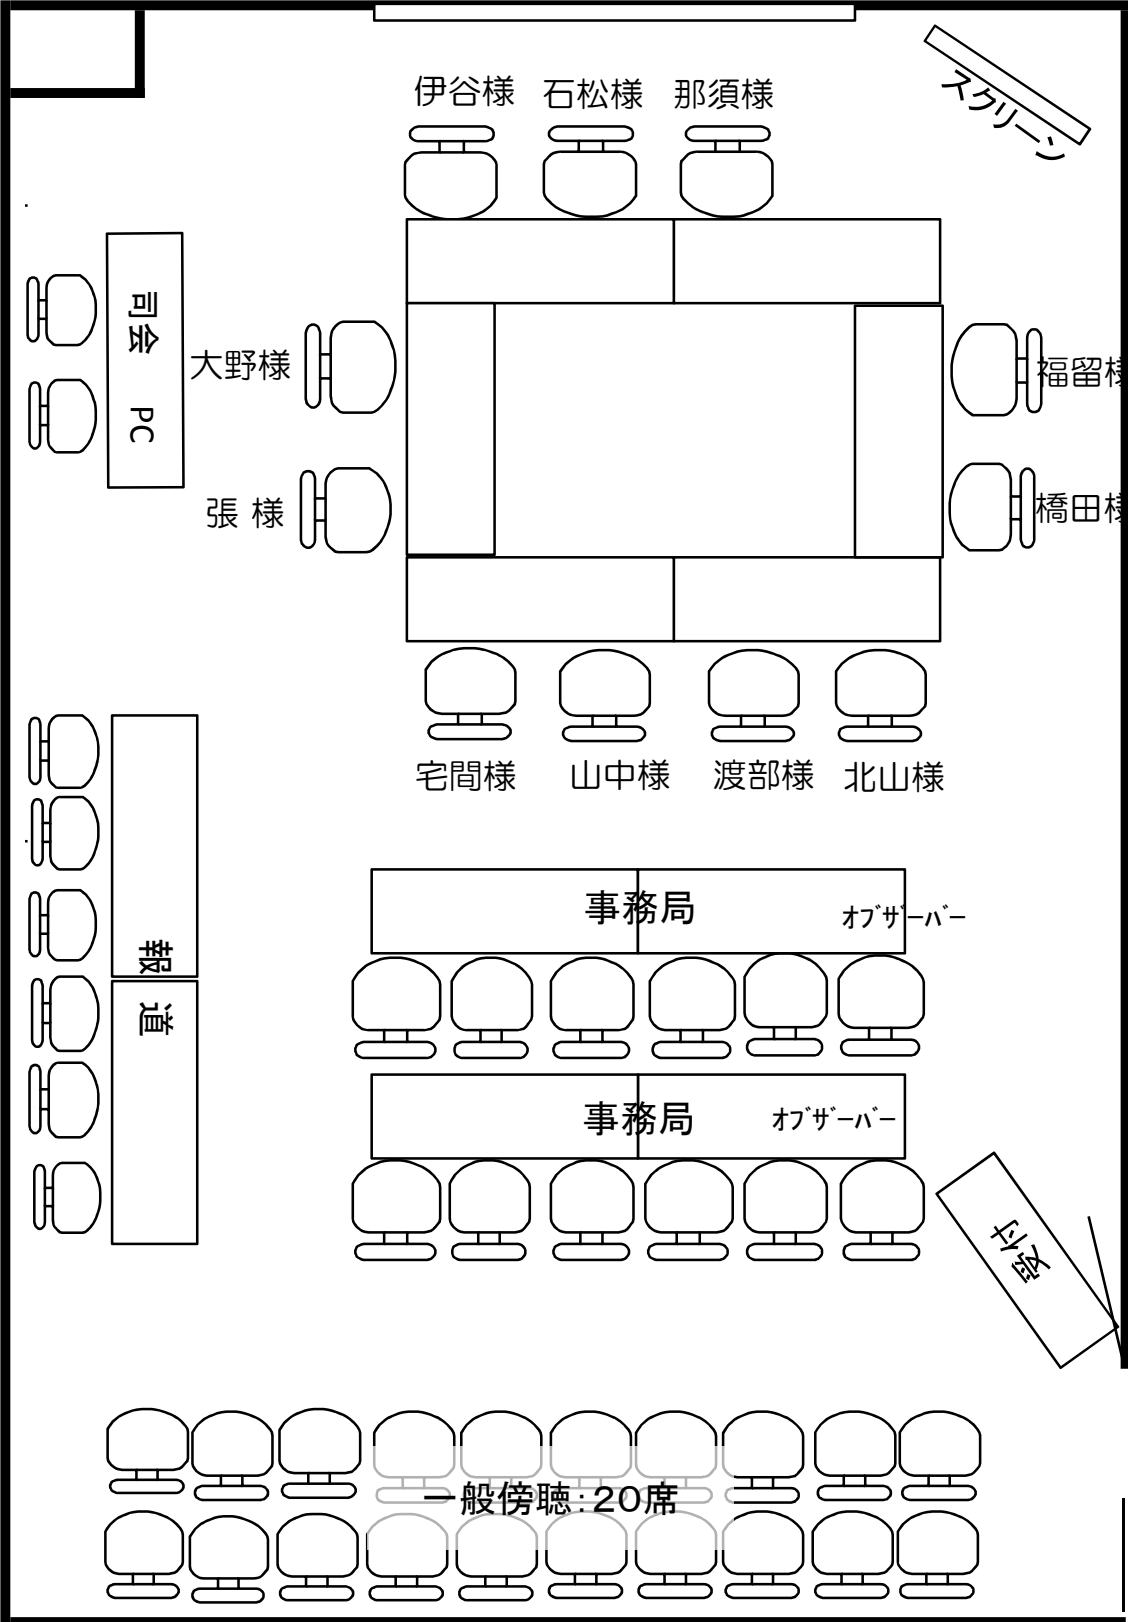 伊谷様 石松様 那須様
スクリーン
司会 PC
大野様
福留様
張 様
橋田様
宅間様 山中様 渡部様 北山様
事務局 ｵﾌﾞｻﾞｰﾊﾞｰ
報道
事務局 ｵﾌﾞｻﾞｰﾊﾞｰ
受付
一般傍聴：２０席